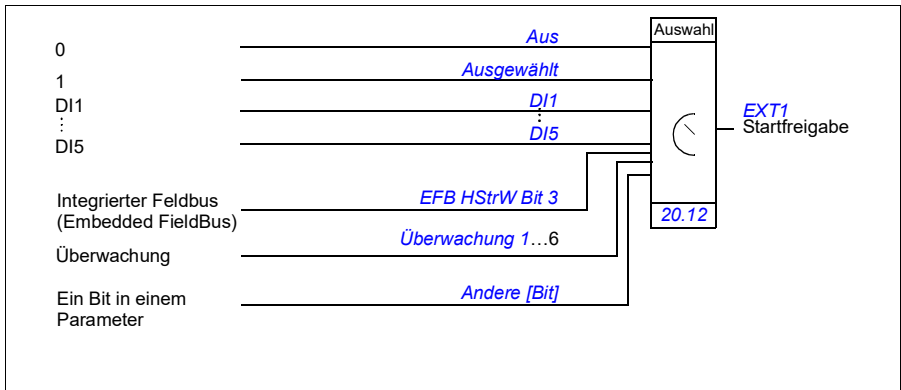 0
Aus
Auswahl
1
Ausgewählt
DI1
DI1
⋮
⋮
DI5
DI5
EXT1
Startfreigabe
Integrierter Feldbus
(Embedded FieldBus)
EFB HStrW Bit 3
20.12
Überwachung
Überwachung 1…6
Ein Bit in einem
Parameter
Andere [Bit]